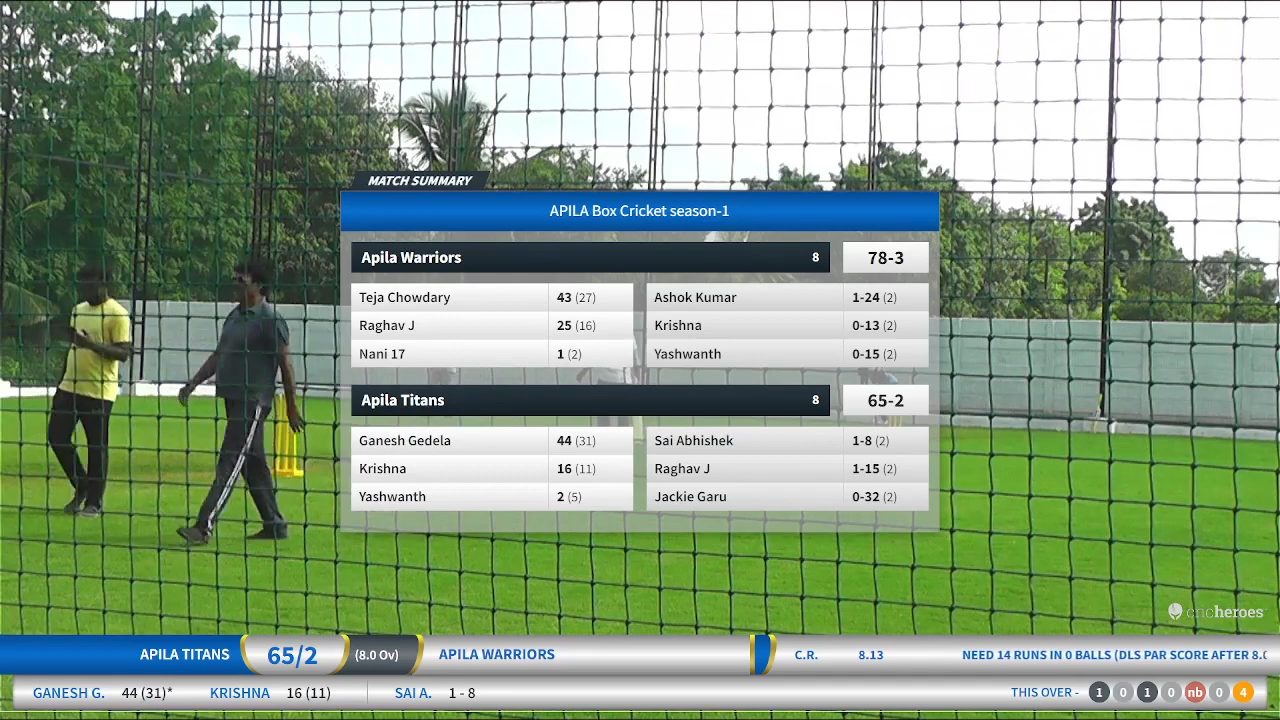 MATCH SUMMARY
APILA Box Cricket season-1
Apila Warriors 8 78-3
Teja Chowdary 43 (27) Ashok Kumar 1-24 (2)
Raghav J 25 (16) Krishna 0-13 (2)
Nani 17 1 (2) Yashwanth 0-15 (2)
Apila Titans 8 65-2
Ganesh Gedela 44 (31) Sai Abhishek 1-8 (2)
Krishna 16 (11) Raghav J 1-15 (2)
Yashwanth 2 (5) Jackie Garu 0-32 (2)
cricheroes
APILA TITANS 65/2 (8.0 Ov) APILA WARRIORS C.R. 8.13 NEED 14 RUNS IN 0 BALLS (DLS PAR SCORE AFTER 8.0
GANESH G. 44 (31)* KRISHNA 16 (11) SAI A. 1 - 8 THIS OVER - 1 0 1 0 nb 0 4